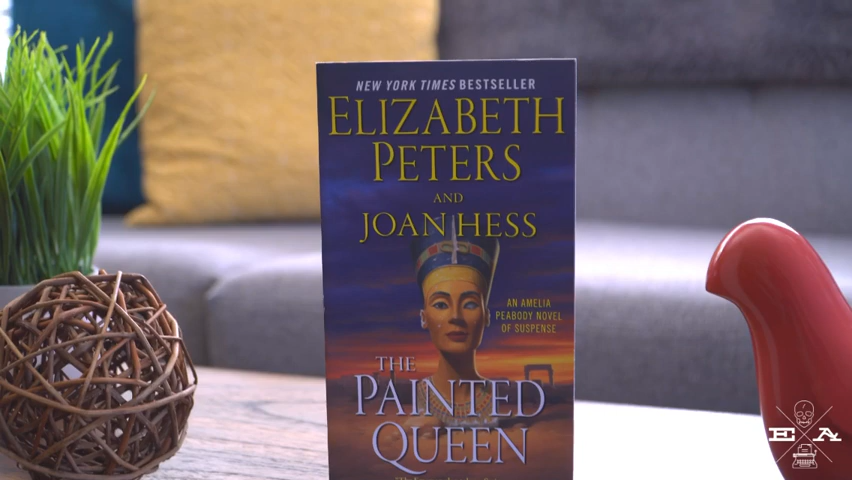 NEW YORK TIMES BESTSELLER
ELIZABETH
PETERS
AND
JOAN HESS
AN AMELIA
PEABODY NOVEL
OF SUSPENSE
THE
PAINTED
QUEEN
E A